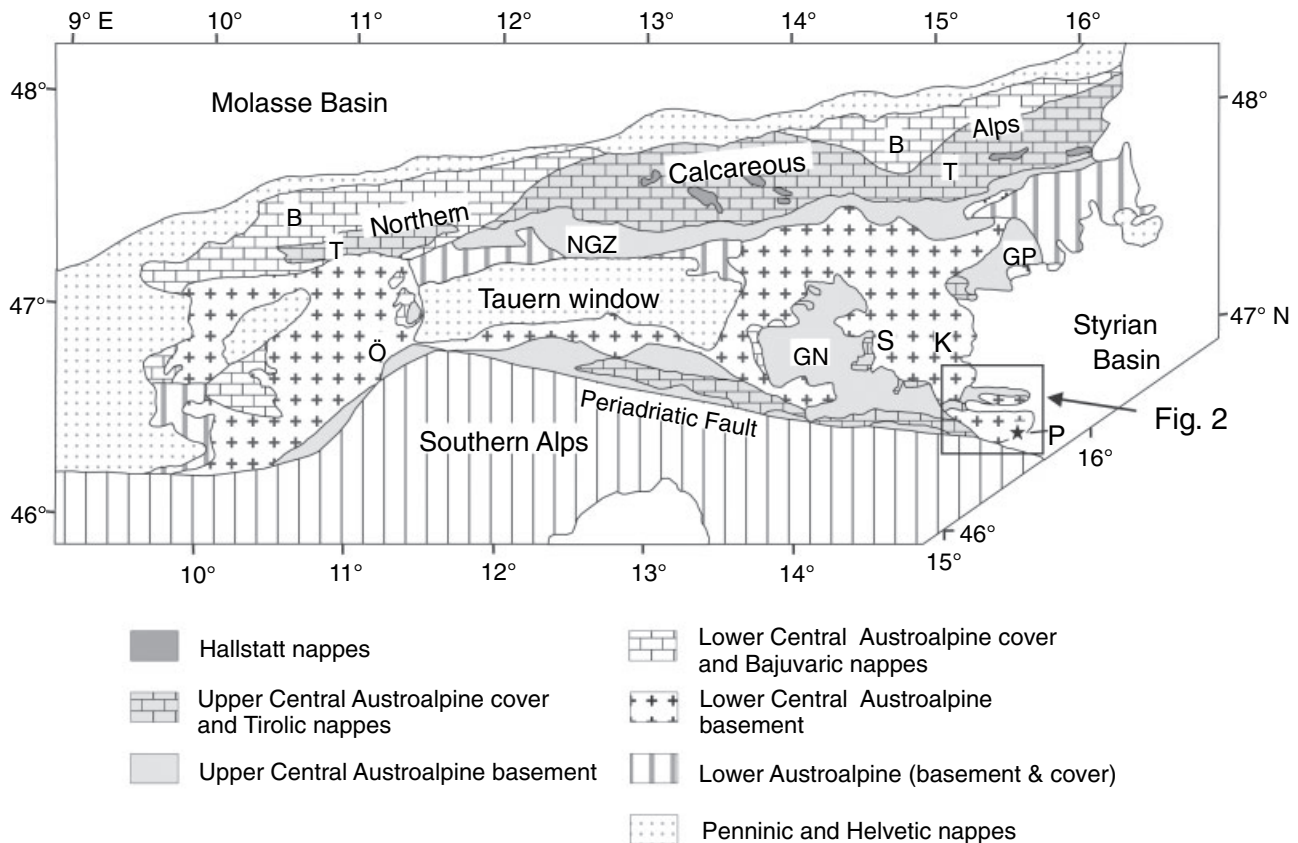 9° E 10° 11° 12° 13° 14° 15° 16°
48° 48°
Molasse Basin
Alps
B
Calcareous
T
B
Northern
T
NGZ
GP
47°
Tauern window
47° N
Styrian
Basin
Ö
GN
S
K
Periadriatic Fault
Fig. 2
Southern Alps
P
16°
46°
46°
15°
10° 11° 12° 13° 14°
Hallstatt nappes
Upper Central Austroalpine cover
and Tirolic nappes
Upper Central Austroalpine basement
Lower Central Austroalpine cover
and Bajuvaric nappes
Lower Central Austroalpine
basement
Lower Austroalpine (basement & cover)
Penninic and Helvetic nappes